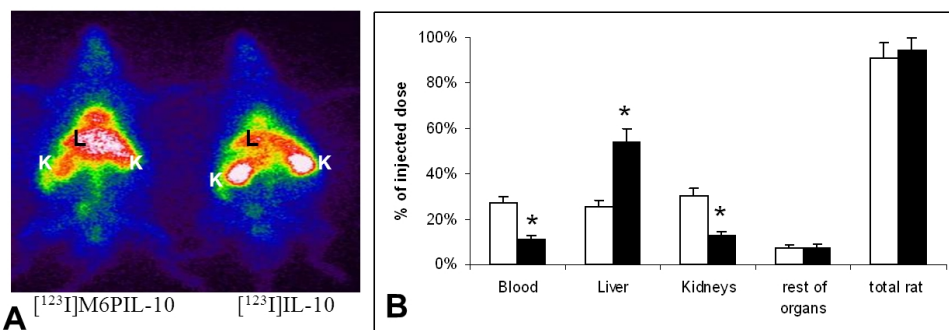 L
K
K
L
K
K
[¹²³I]M6PIL-10
[¹²³I]IL-10
A
% of injected dose
100%
80%
60%
40%
20%
0%
*
*
*
Blood
Liver
Kidneys
rest of
organs
total rat
B